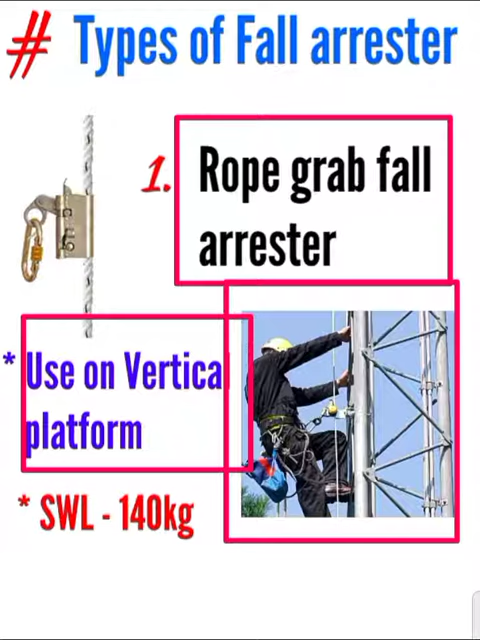 # Types of Fall arrester
1. Rope grab fall
arrester
* Use on Vertical
platform
* SWL - 140kg